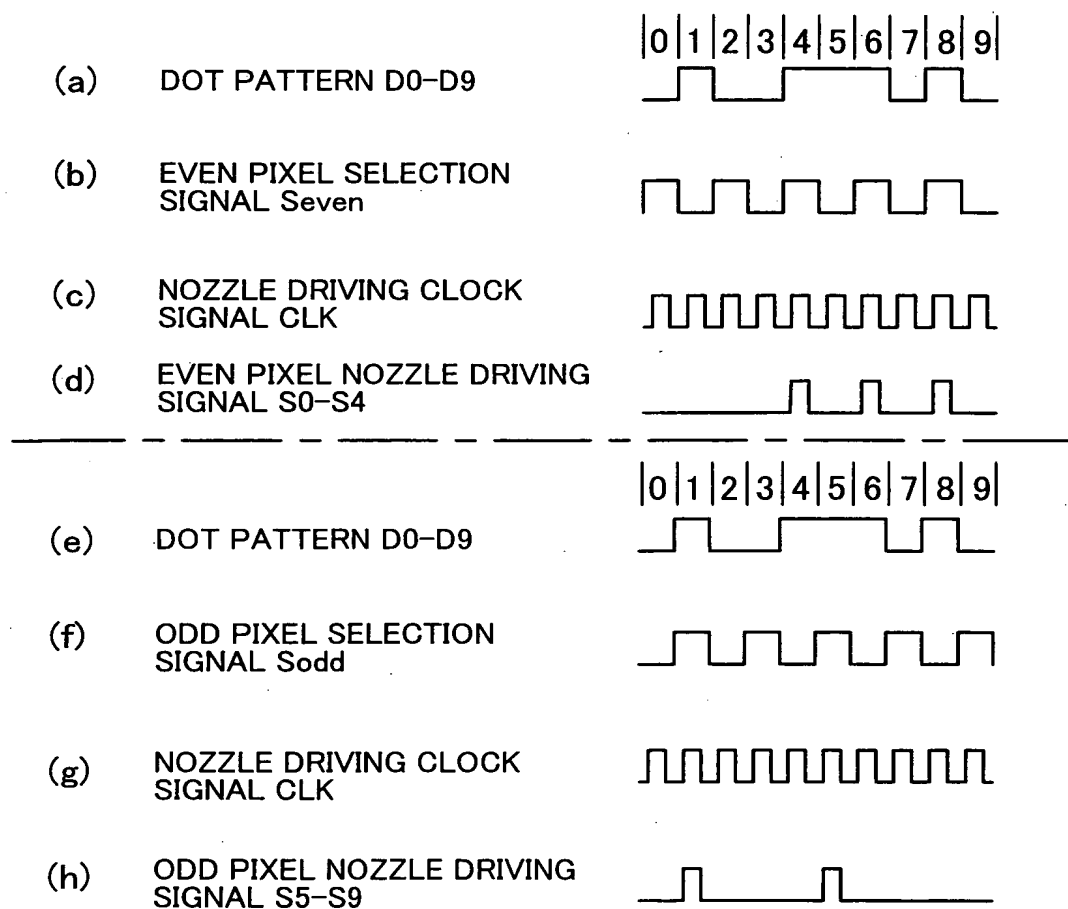 |0|1|2|3|4|5|6|7|8|9|
(a) DOT PATTERN D0-D9
(b) EVEN PIXEL SELECTION
SIGNAL Seven
(c) NOZZLE DRIVING CLOCK
SIGNAL CLK
(d) EVEN PIXEL NOZZLE DRIVING
SIGNAL S0-S4
|0|1|2|3|4|5|6|7|8|9|
(e) DOT PATTERN D0-D9
(f) ODD PIXEL SELECTION
SIGNAL Sodd
(g) NOZZLE DRIVING CLOCK
SIGNAL CLK
(h) ODD PIXEL NOZZLE DRIVING
SIGNAL S5-S9